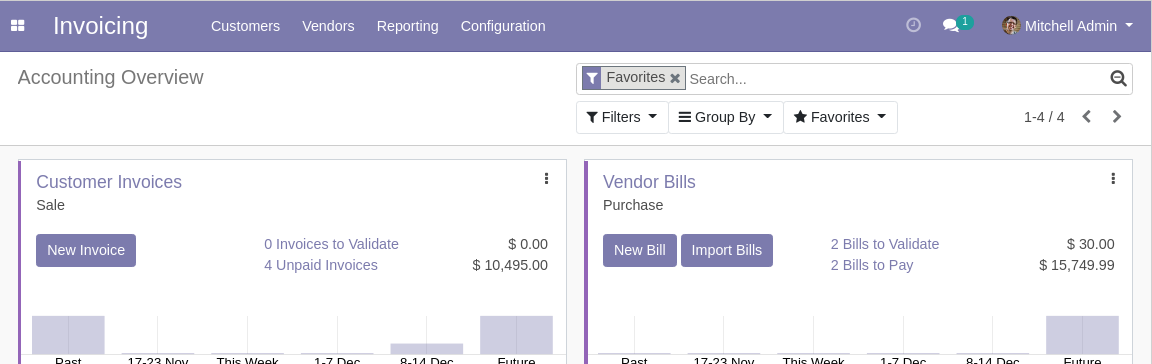 Invoicing Customers Vendors Reporting Configuration 1 Mitchell Admin
Accounting Overview Favorites Search...
Filters Group By Favorites 1-4 / 4
Customer Invoices
Sale
New Invoice
0 Invoices to Validate $ 0.00
4 Unpaid Invoices $ 10,495.00
Past 17-23 Nov This Week 1-7 Dec 8-14 Dec Future
Vendor Bills
Purchase
New Bill Import Bills
2 Bills to Validate $ 30.00
2 Bills to Pay $ 15,749.99
Past 17-23 Nov This Week 1-7 Dec 8-14 Dec Future